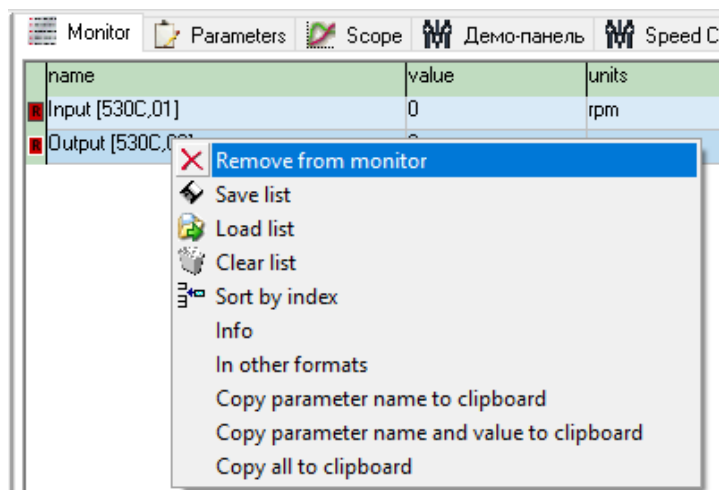 Monitor Parameters Scope Демо-панель Speed C
name value units
R Input [530C,01] 0 rpm
R Output [530C,
Remove from monitor
Save list
Load list
Clear list
Sort by index
Info
In other formats
Copy parameter name to clipboard
Copy parameter name and value to clipboard
Copy all to clipboard